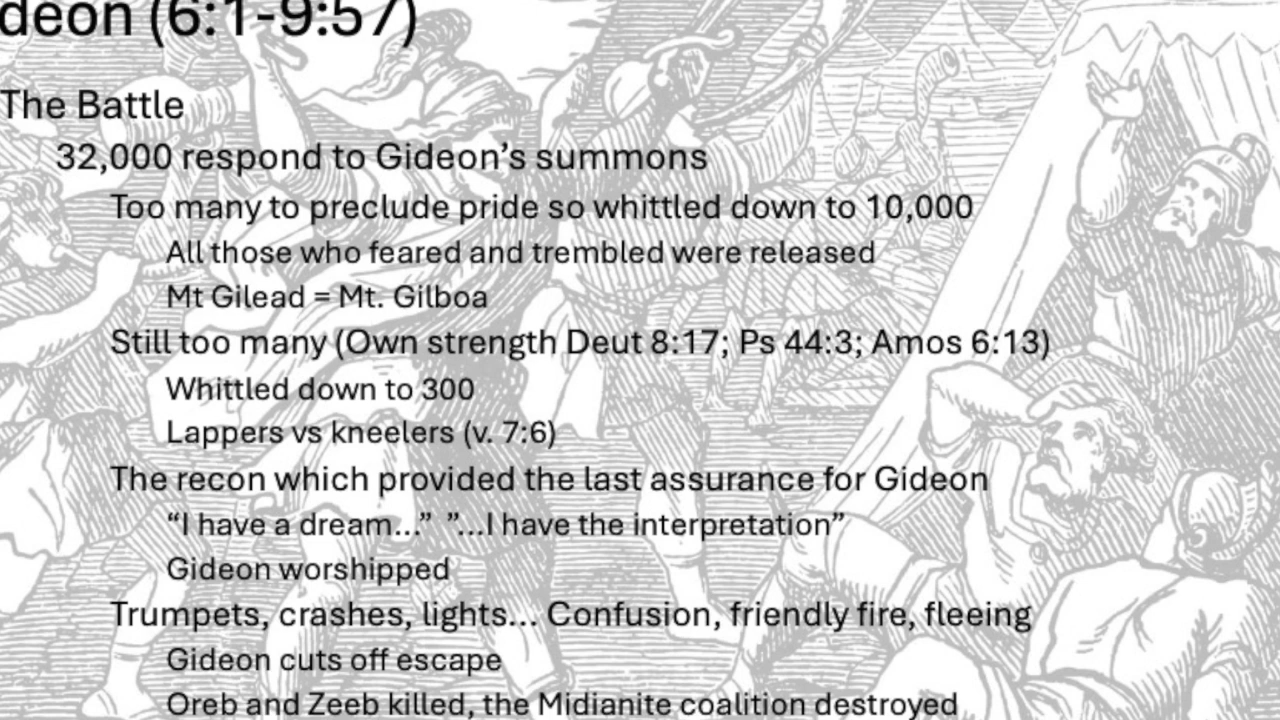 deon (6:1-9:57)
The Battle
32,000 respond to Gideon’s summons
Too many to preclude pride so whittled down to 10,000
All those who feared and trembled were released
Mt Gilead = Mt. Gilboa
Still too many (Own strength Deut 8:17; Ps 44:3; Amos 6:13)
Whittled down to 300
Lappers vs kneelers (v. 7:6)
The recon which provided the last assurance for Gideon
“I have a dream…” ”…I have the interpretation”
Gideon worshipped
Trumpets, crashes, lights… Confusion, friendly fire, fleeing
Gideon cuts off escape
Oreb and Zeeb killed, the Midianite coalition destroyed